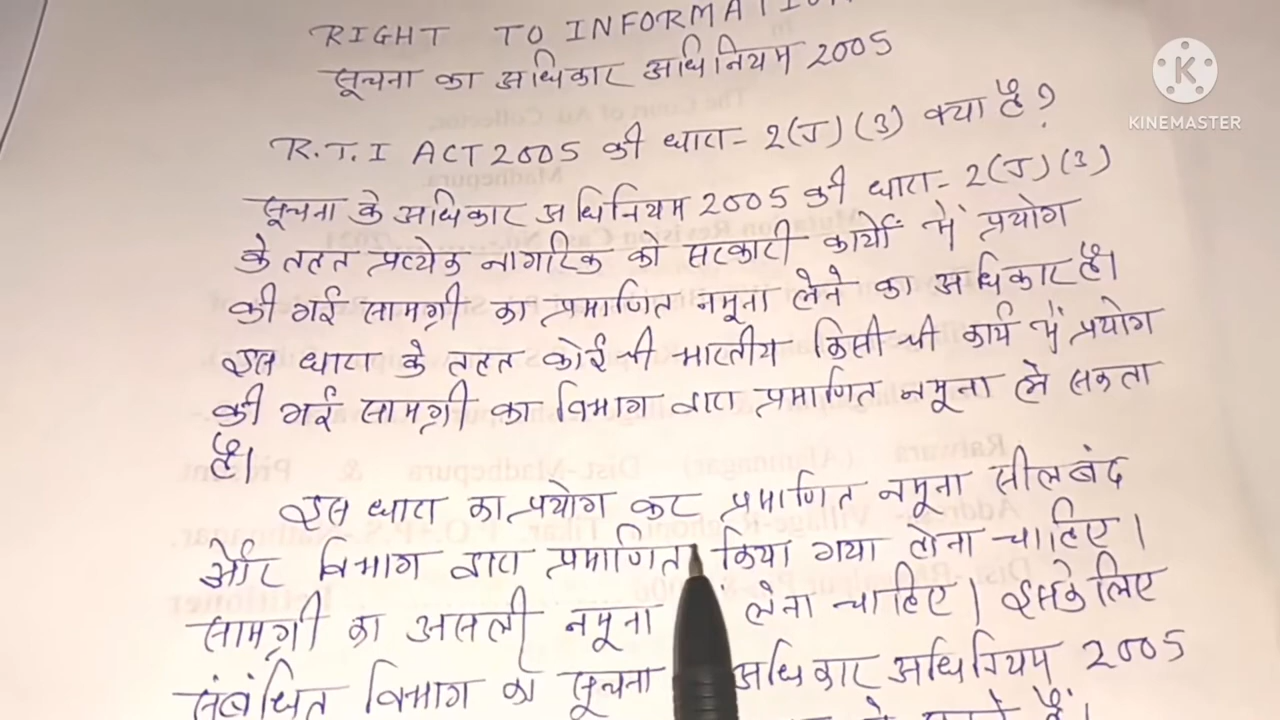 RIGHT TO INFORMATION
सूचना का अधिकार अधिनियम 2005
KINEMASTER
R.T.I ACT 2005 की धारा- 2(J)(3) क्या है?
सूचना के अधिकार अधिनियम 2005 की धारा- 2(J)(3)
के तहत प्रत्येक नागरिक को सरकारी कार्यों में प्रयोग
की गई सामग्री का प्रमाणित नमूना लेने का अधिकार है।
इस धारा के तहत कोई भी भारतीय किसी भी कार्य में प्रयोग
की गई सामग्री का विभाग द्वारा प्रमाणित नमूना ले सकता
है।
इस धारा का प्रयोग कर प्रमाणित नमूना सीलबंद
और विभाग द्वारा प्रमाणित किया गया होना चाहिए।
सामग्री का असली नमूना लेना चाहिए। इसके लिए
संबंधित विभाग को सूचना अधिकार अधिनियम 2005